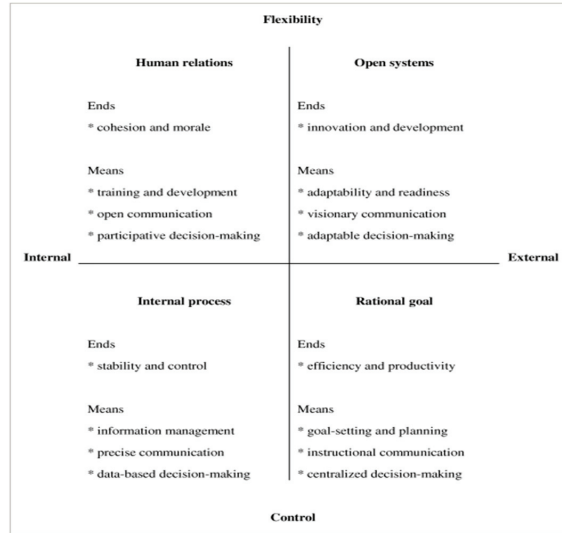 Flexibility
Human relations
Ends
* cohesion and morale
Means
* training and development
* open communication
* participative decision-making
Open systems
Ends
* innovation and development
Means
* adaptability and readiness
* visionary communication
* adaptable decision-making
Internal
External
Internal process
Ends
* stability and control
Means
* information management
* precise communication
* data-based decision-making
Rational goal
Ends
* efficiency and productivity
Means
* goal-setting and planning
* instructional communication
* centralized decision-making
Control